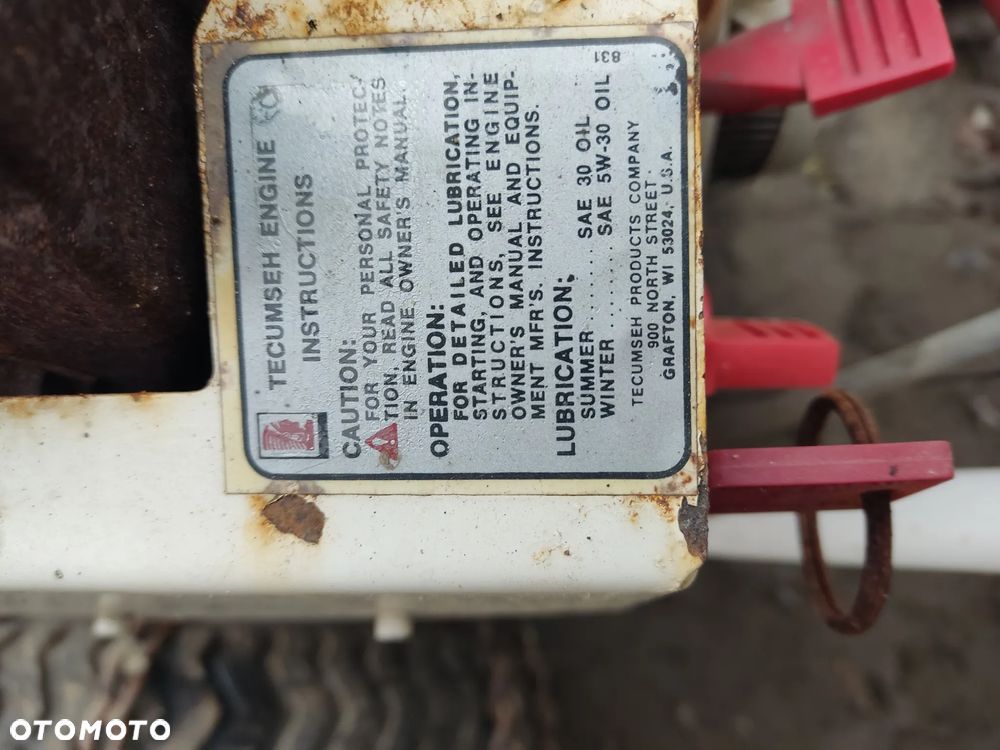 TECUMSEH ENGINE
INSTRUCTIONS
CAUTION:
FOR YOUR PERSONAL PROTEC-
TION, READ ALL SAFETY NOTES
IN ENGINE OWNER'S MANUAL.
OPERATION:
FOR DETAILED LUBRICATION,
STARTING, AND OPERATING IN-
STRUCTIONS, SEE ENGINE
OWNER'S MANUAL AND EQUIP-
MENT MFR'S. INSTRUCTIONS.
LUBRICATION:
SUMMER ....... SAE 30 OIL
WINTER ........ SAE 5W-30 OIL
TECUMSEH PRODUCTS COMPANY
900 NORTH STREET
GRAFTON, WI 53024, U.S.A.
831
OTOMOTO